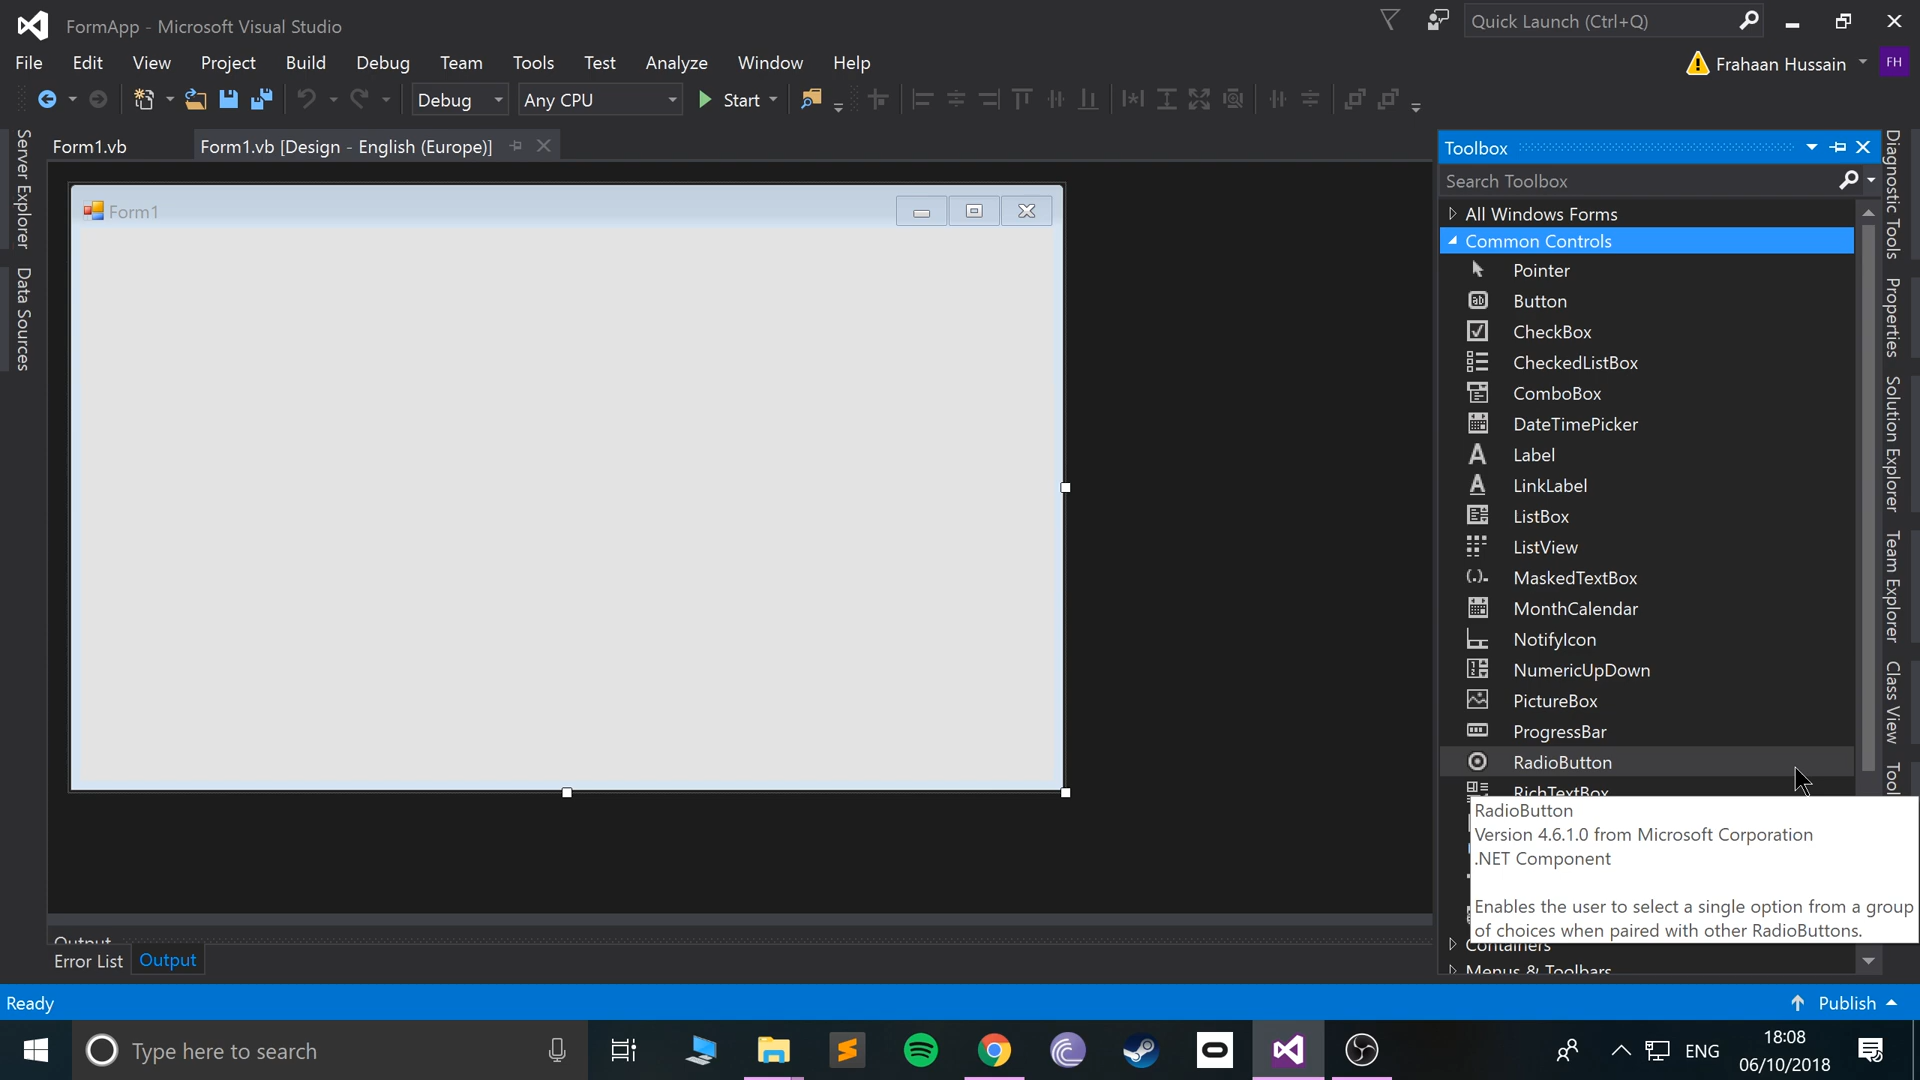 FormApp - Microsoft Visual Studio
Quick Launch (Ctrl+Q)
File Edit View Project Build Debug Team Tools Test Analyze Window Help
Frahaan Hussain FH
Debug Any CPU Start
Server Explorer
Data Sources
Form1.vb
Form1.vb [Design - English (Europe)]
Form1
Toolbox
Search Toolbox
All Windows Forms
Common Controls
Pointer
Button
CheckBox
CheckedListBox
ComboBox
DateTimePicker
Label
LinkLabel
ListBox
ListView
MaskedTextBox
MonthCalendar
NotifyIcon
NumericUpDown
PictureBox
ProgressBar
RadioButton
RichTextBox
RadioButton
Version 4.6.1.0 from Microsoft Corporation
.NET Component
Enables the user to select a single option from a group
of choices when paired with other RadioButtons.
Containers
Menus & Toolbars
Diagnostic Tools
Properties
Solution Explorer
Team Explorer
Class View
Tool
Output
Error List Output
Ready
Publish
Type here to search
ENG
18:08
06/10/2018